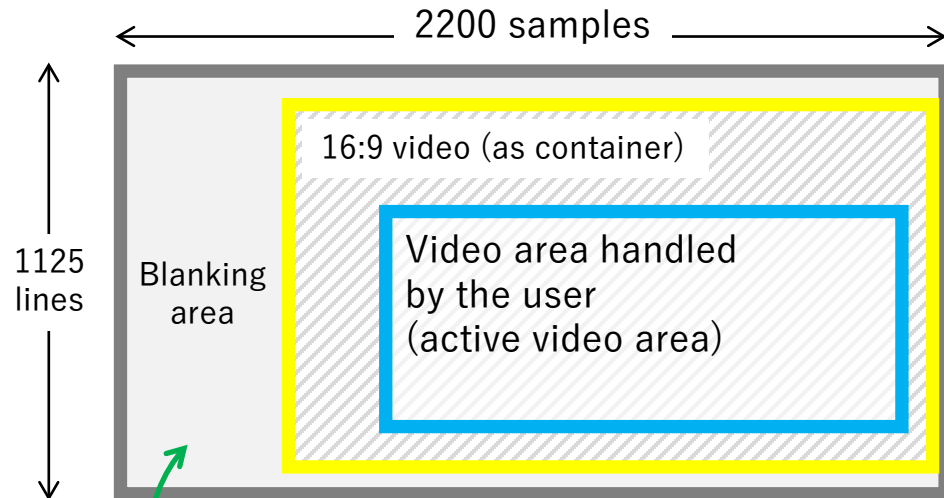 2200 samples
16:9 video (as container)
1125
lines
Blanking
area
Video area handled
by the user
(active video area)